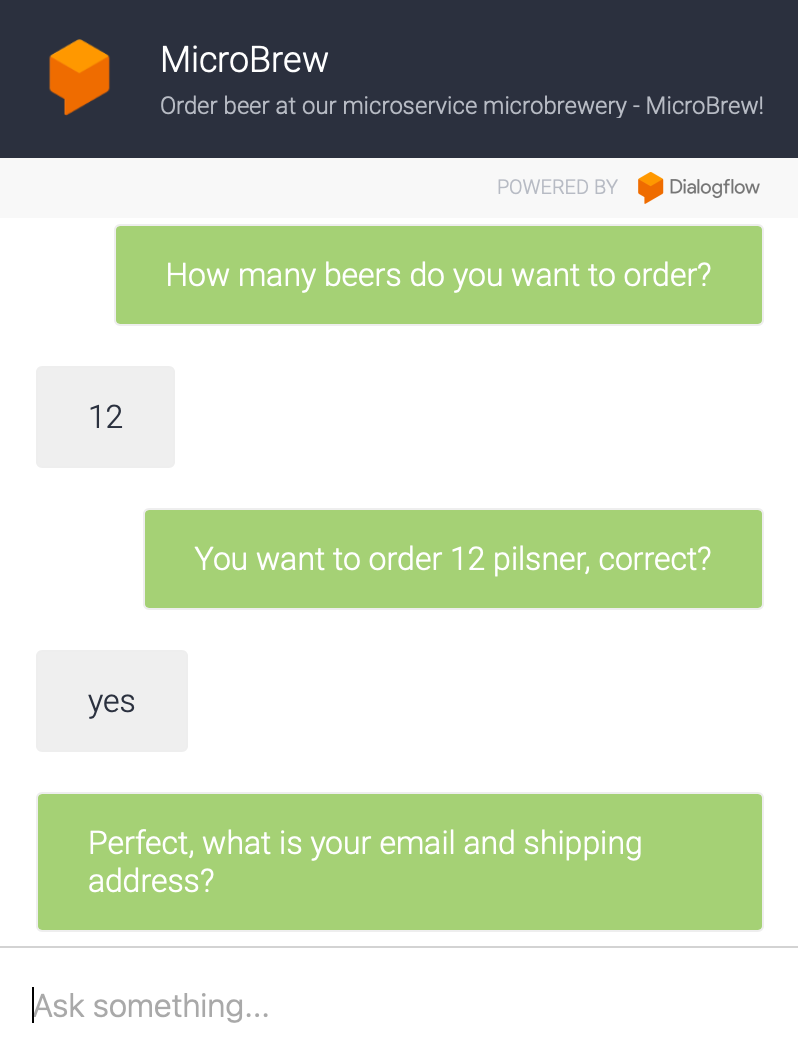 MicroBrew
Order beer at our microservice microbrewery - MicroBrew!
POWERED BY Dialogflow
How many beers do you want to order?
12
You want to order 12 pilsner, correct?
yes
Perfect, what is your email and shipping
address?
Ask something...